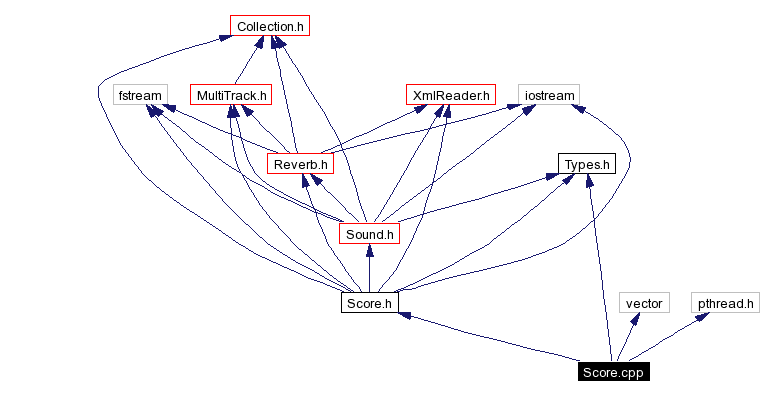 Collection.h
fstream
MultiTrack.h
XmlReader.h
iostream
Reverb.h
Types.h
Sound.h
Score.h
vector
pthread.h
Score.cpp